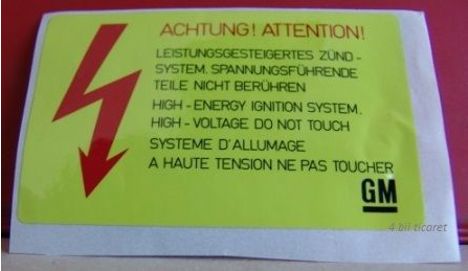 ACHTUNG! ATTENTION!
LEISTUNGSGESTEIGERTES ZÜND-
SYSTEM. SPANNUNGSFÜHRENDE
TEILE NICHT BERÜHREN
HIGH-ENERGY IGNITION SYSTEM.
HIGH-VOLTAGE DO NOT TOUCH
SYSTEME D'ALLUMAGE
A HAUTE TENSION NE PAS TOUCHER
GM
4 bil ticaret